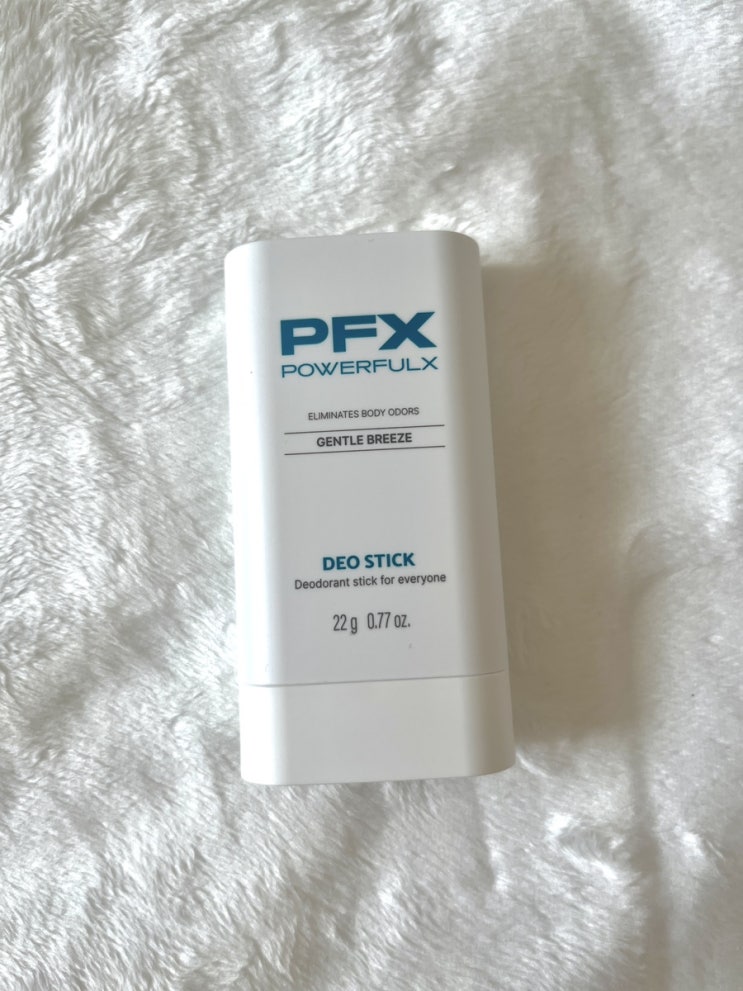 PFX
POWERFULX
ELIMINATES BODY ODORS
GENTLE BREEZE
DEO STICK
Deodorant stick for everyone
22 g 0.77 oz.